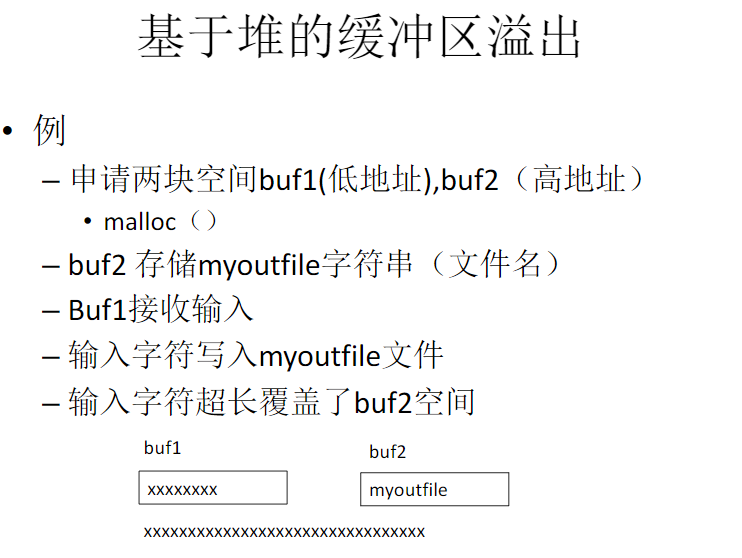 基于堆的缓冲区溢出
• 例
– 申请两块空间buf1(低地址),buf2（高地址）
• malloc（）
– buf2 存储myoutfile字符串（文件名）
– Buf1接收输入
– 输入字符写入myoutfile文件
– 输入字符超长覆盖了buf2空间
buf1 buf2
xxxxxxxx myoutfile
xxxxxxxxxxxxxxxxxxxxxxxxxxxxxxxx